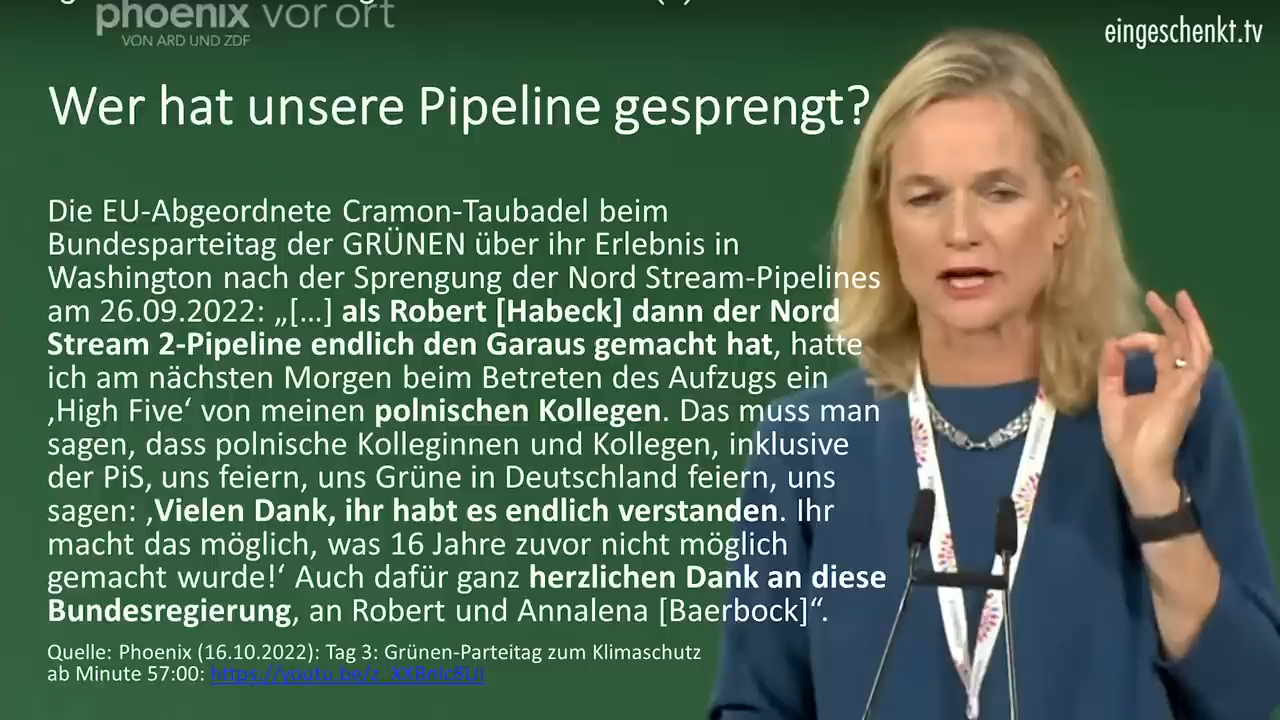 phoenix vor ort
VON ARD UND ZDF
eingeschenkt.tv
Wer hat unsere Pipeline gesprengt?
Die EU-Abgeordnete Cramon-Taubadel beim
Bundesparteitag der GRÜNEN über ihr Erlebnis in
Washington nach der Sprengung der Nord Stream-Pipelines
am 26.09.2022: „[…] als Robert [Habeck] dann der Nord
Stream 2-Pipeline endlich den Garaus gemacht hat, hatte
ich am nächsten Morgen beim Betreten des Aufzugs ein
‚High Five‘ von meinen polnischen Kollegen. Das muss man
sagen, dass polnische Kolleginnen und Kollegen, inklusive
der PiS, uns feiern, uns Grüne in Deutschland feiern, uns
sagen: ‚Vielen Dank, ihr habt es endlich verstanden. Ihr
macht das möglich, was 16 Jahre zuvor nicht möglich
gemacht wurde!‘ Auch dafür ganz herzlichen Dank an diese
Bundesregierung, an Robert und Annalena [Baerbock]“.
Quelle: Phoenix (16.10.2022): Tag 3: Grünen-Parteitag zum Klimaschutz
ab Minute 57:00: